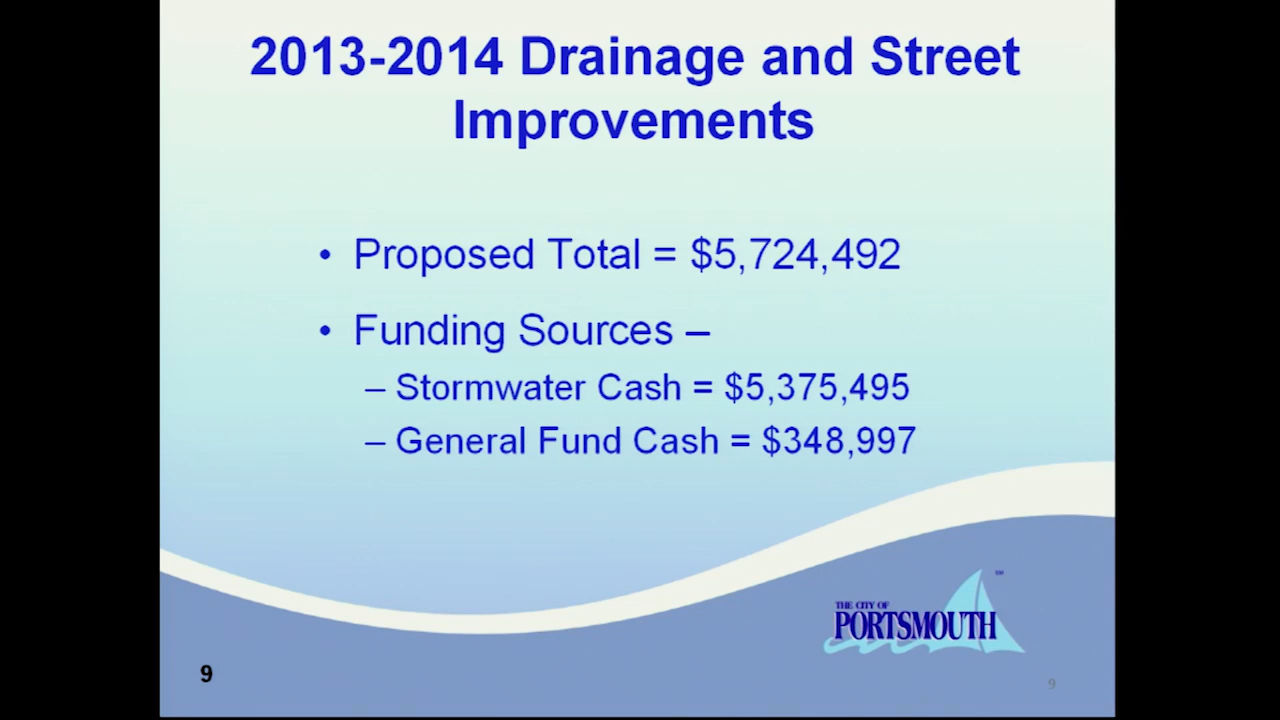 2013-2014 Drainage and Street
Improvements
• Proposed Total = $5,724,492
• Funding Sources –
– Stormwater Cash = $5,375,495
– General Fund Cash = $348,997
THE CITY OF
PORTSMOUTH
9
9